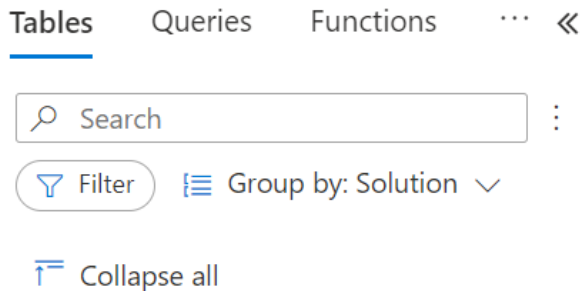 Tables Queries Functions ... «
Search
Filter Group by: Solution
Collapse all